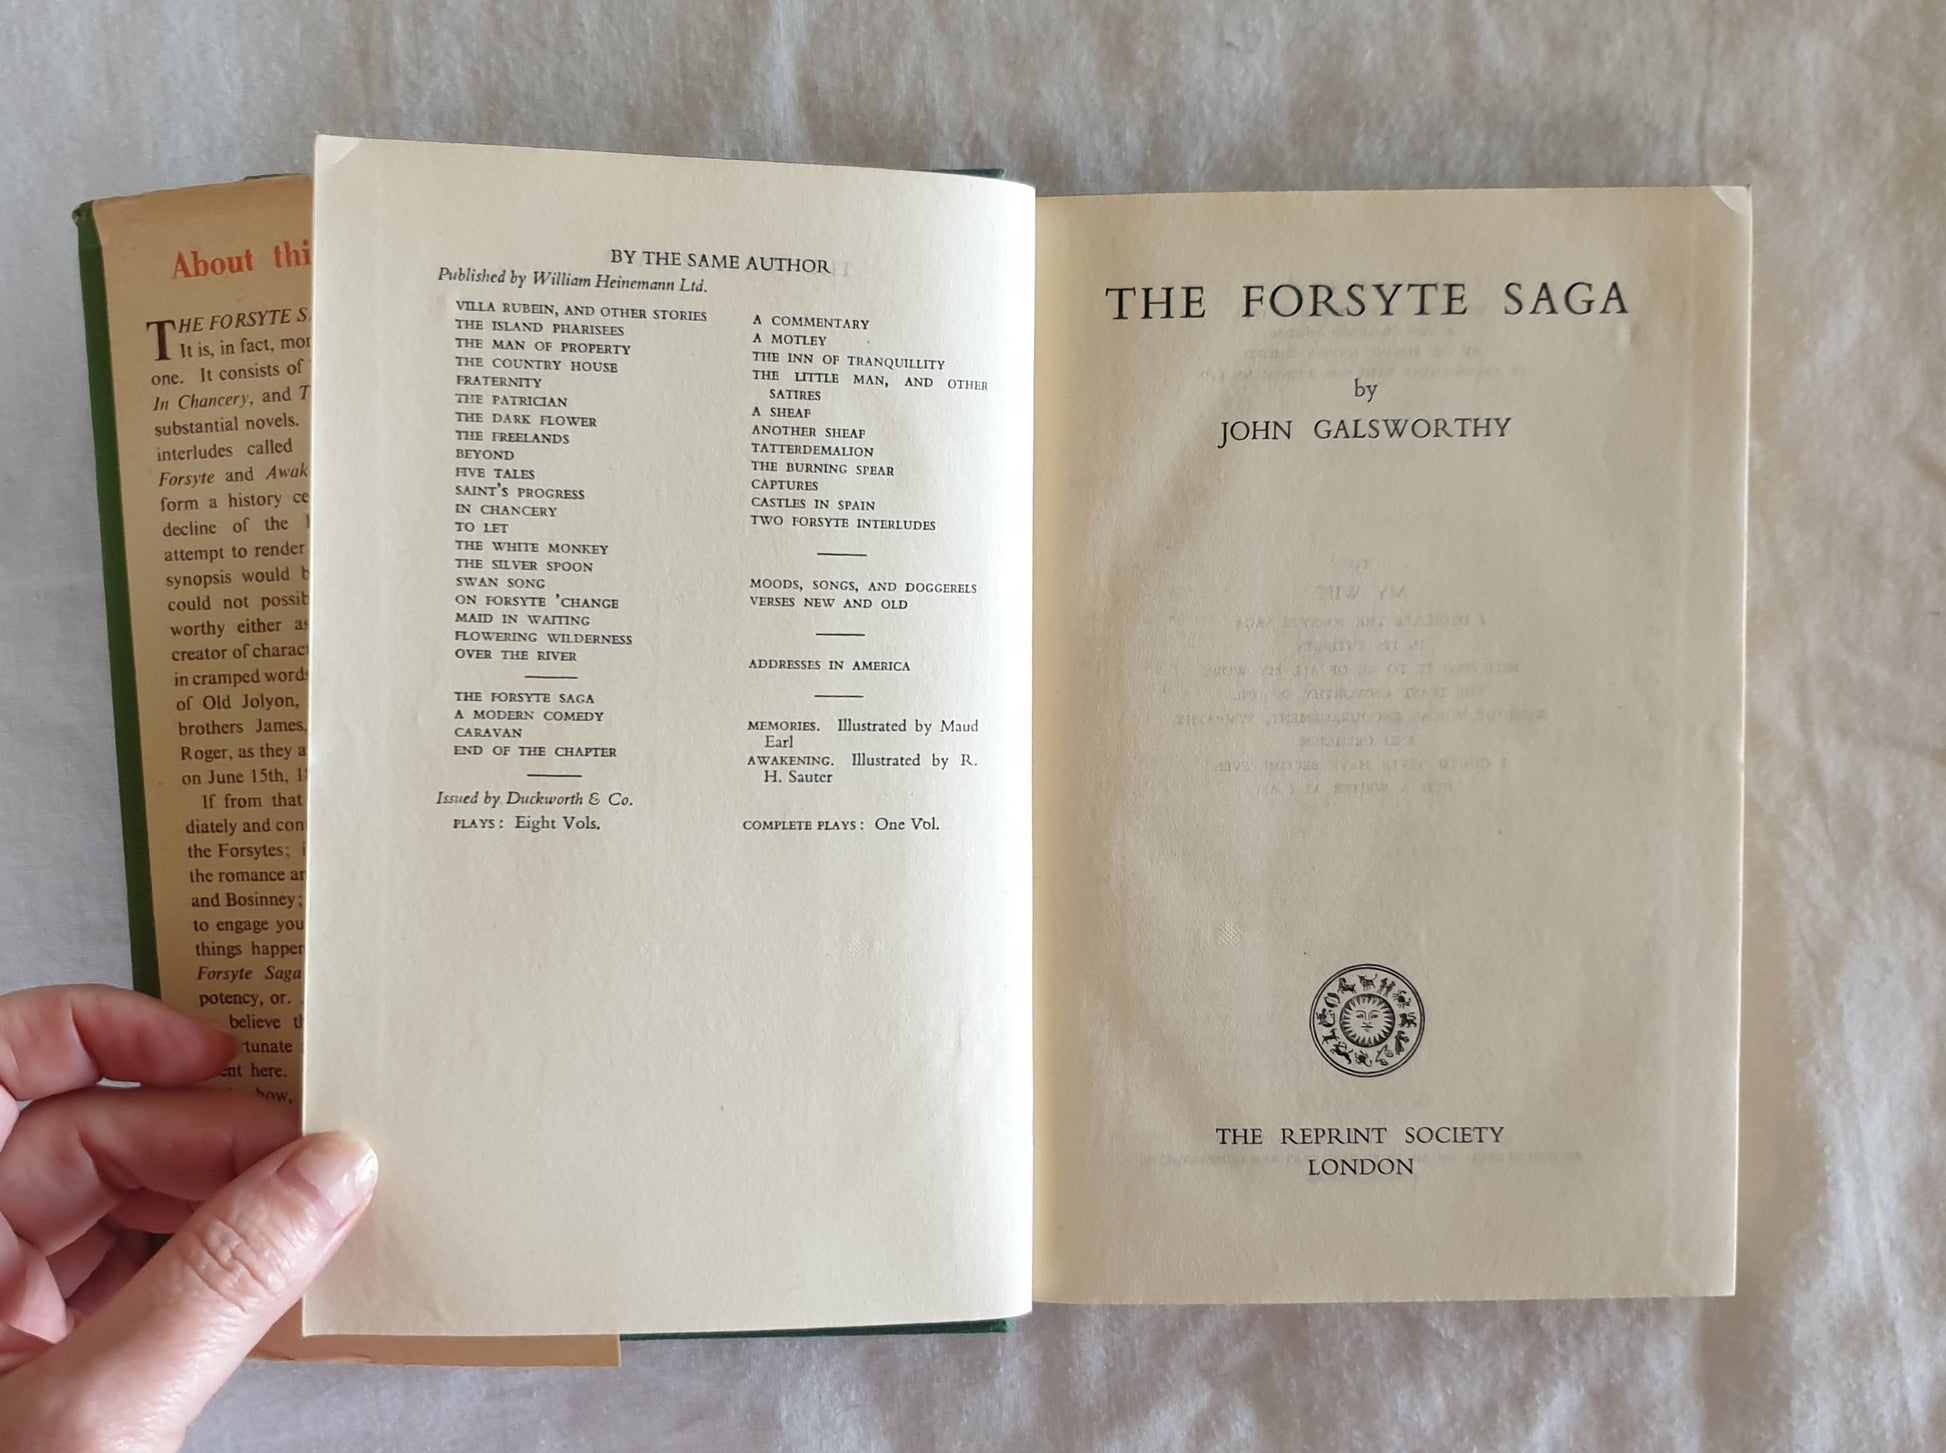 About thi
THE FORSYTE S
It is, in fact, mor
one. It consists of
In Chancery, and T
substantial novels.
interludes called
Forsyte and Awak
form a history ce
decline of the
attempt to render
synopsis would b
could not possib
worthy either as
creator of charac
in cramped words
of Old Jolyon,
brothers James,
Roger, as they a
on June 15th, 1
If from that
diately and con
the Forsytes; i
the romance an
and Bosinney;
to engage you
things happen
Forsyte Saga
potency, or.
believe th
rtunate
ent here.
how,
BY THE SAME AUTHOR
Published by William Heinemann Ltd.
VILLA RUBEIN, AND OTHER STORIES
THE ISLAND PHARISEES
THE MAN OF PROPERTY
THE COUNTRY HOUSE
FRATERNITY
THE PATRICIAN
THE DARK FLOWER
THE FREELANDS
BEYOND
FIVE TALES
SAINT'S PROGRESS
IN CHANCERY
TO LET
THE WHITE MONKEY
THE SILVER SPOON
SWAN SONG
ON FORSYTE 'CHANGE
MAID IN WAITING
FLOWERING WILDERNESS
OVER THE RIVER
THE FORSYTE SAGA
A MODERN COMEDY
CARAVAN
END OF THE CHAPTER
Issued by Duckworth & Co.
PLAYS: Eight Vols.
A COMMENTARY
A MOTLEY
THE INN OF TRANQUILLITY
THE LITTLE MAN, AND OTHER
SATIRES
A SHEAF
ANOTHER SHEAF
TATTERDEMALION
THE BURNING SPEAR
CAPTURES
CASTLES IN SPAIN
TWO FORSYTE INTERLUDES
MOODS, SONGS, AND DOGGERELS
VERSES NEW AND OLD
ADDRESSES IN AMERICA
MEMORIES. Illustrated by Maud
Earl
AWAKENING. Illustrated by R.
H. Sauter
COMPLETE PLAYS: One Vol.
THE FORSYTE SAGA
by
JOHN GALSWORTHY
THE REPRINT SOCIETY
LONDON